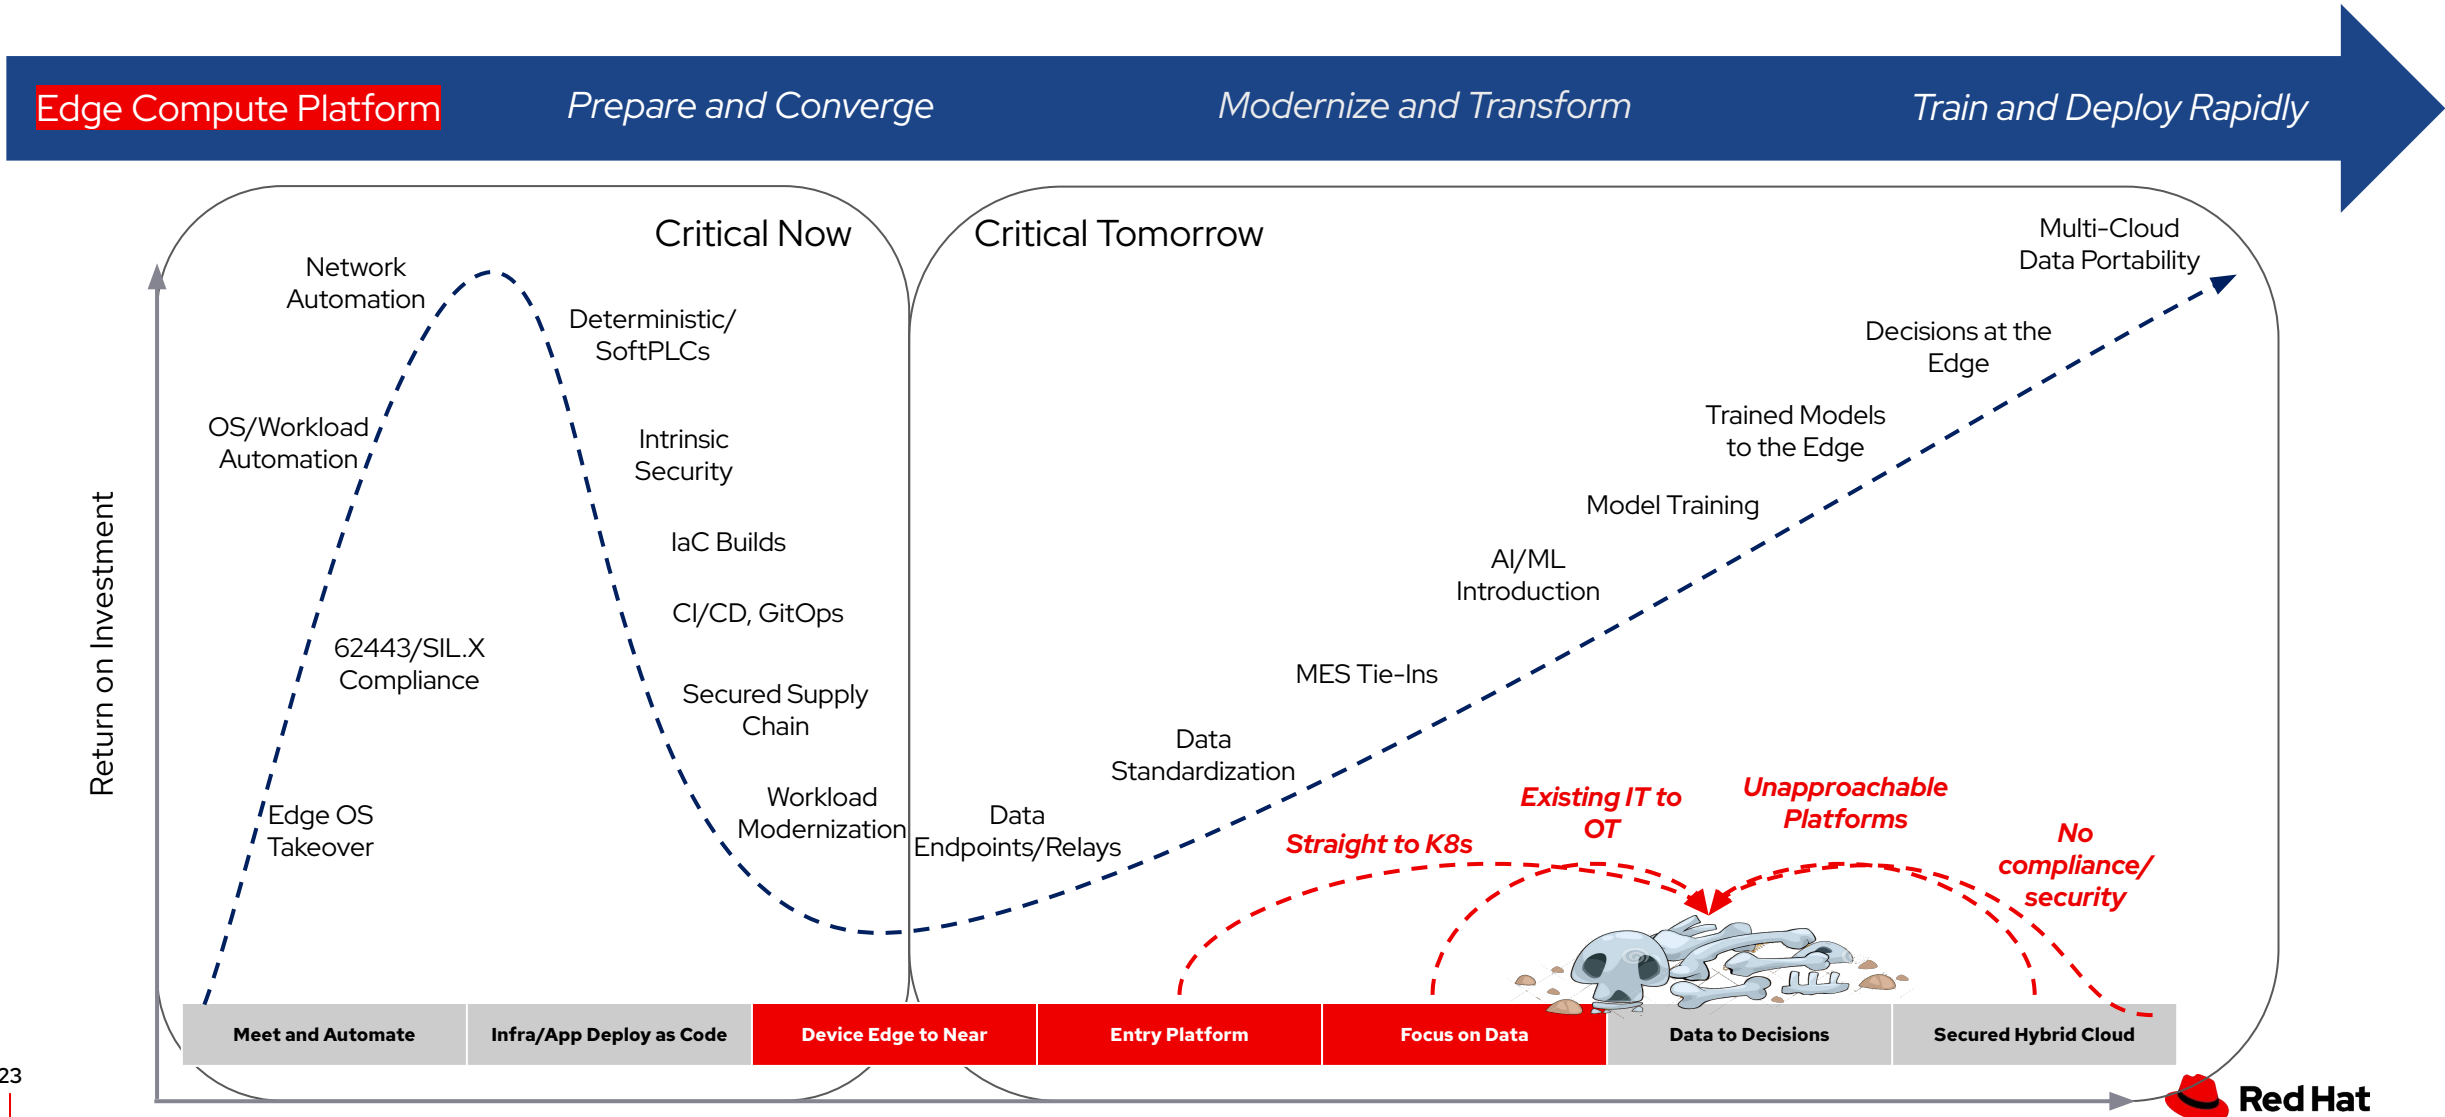 Edge Compute Platform
Prepare and Converge
Modernize and Transform
Train and Deploy Rapidly
Critical Now
Critical Tomorrow
Return on Investment
Network
Automation
OS/Workload
Automation
62443/SIL.X
Compliance
Edge OS
Takeover
Deterministic/
SoftPLCs
Intrinsic
Security
IaC Builds
CI/CD, GitOps
Secured Supply
Chain
Workload
Modernization
Data
Endpoints/Relays
Data
Standardization
MES Tie-Ins
AI/ML
Introduction
Model Training
Trained Models
to the Edge
Decisions at the
Edge
Multi-Cloud
Data Portability
Straight to K8s
Existing IT to
OT
Unapproachable
Platforms
No
compliance/
security
Meet and Automate
Infra/App Deploy as Code
Device Edge to Near
Entry Platform
Focus on Data
Data to Decisions
Secured Hybrid Cloud
23
Red Hat